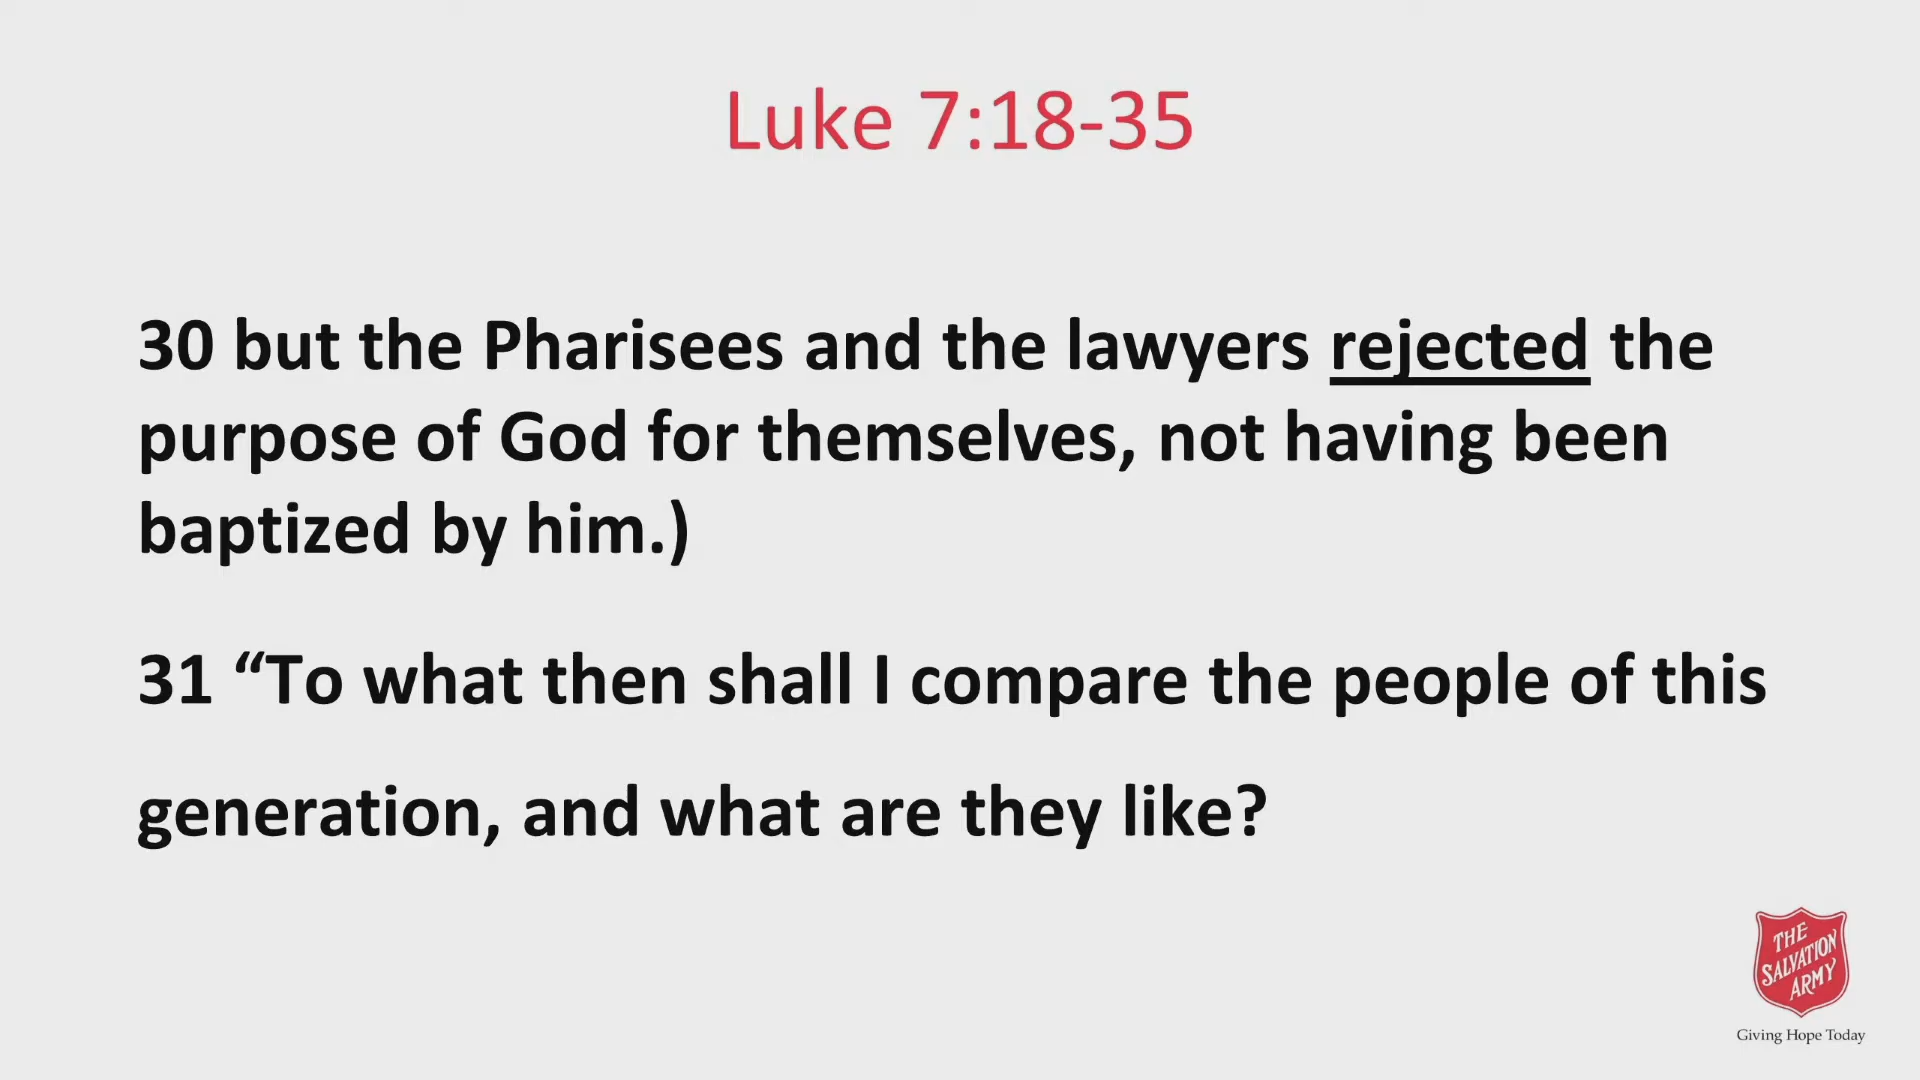 Luke 7:18-35
30 but the Pharisees and the lawyers rejected the
purpose of God for themselves, not having been
baptized by him.)
31 “To what then shall I compare the people of this
generation, and what are they like?
THE
SALVATION
ARMY
Giving Hope Today